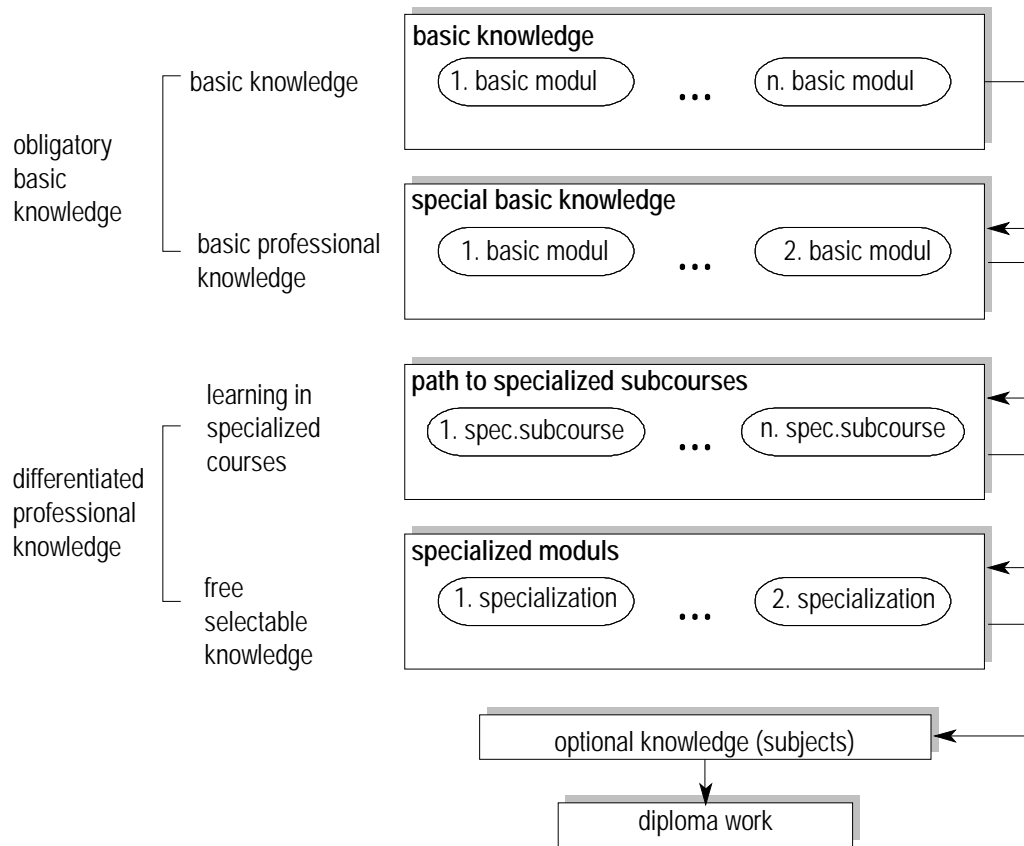 basic knowledge
1. basic modul
...
n. basic modul
basic knowledge
obligatory
basic
knowledge
special basic knowledge
1. basic modul
...
2. basic modul
basic professional
knowledge
path to specialized subcourses
1. spec.subcourse
...
n. spec.subcourse
learning in
specialized
courses
differentiated
professional
knowledge
specialized moduls
1. specialization
...
2. specialization
free
selectable
knowledge
optional knowledge (subjects)
diploma work